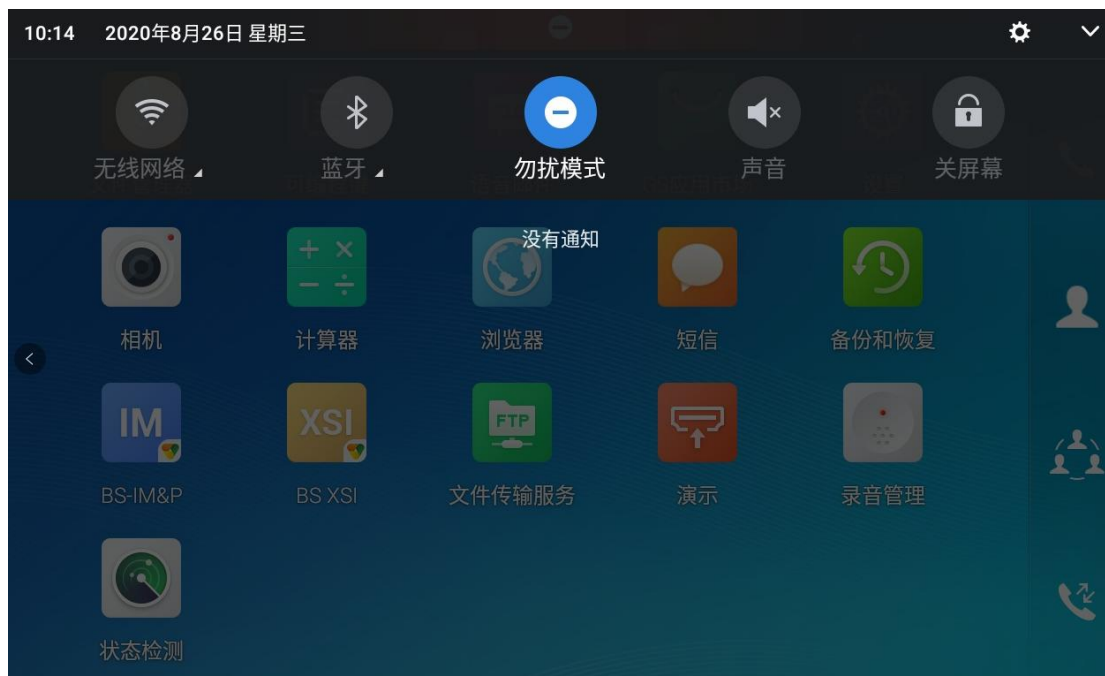 10:14 2020年8月26日 星期三
无线网络 蓝牙 勿扰模式 声音 关屏幕
没有通知
相机 计算器 浏览器 短信 备份和恢复
IM XSI FTP
BS-IM&P BS XSI 文件传输服务 演示 录音管理
状态检测